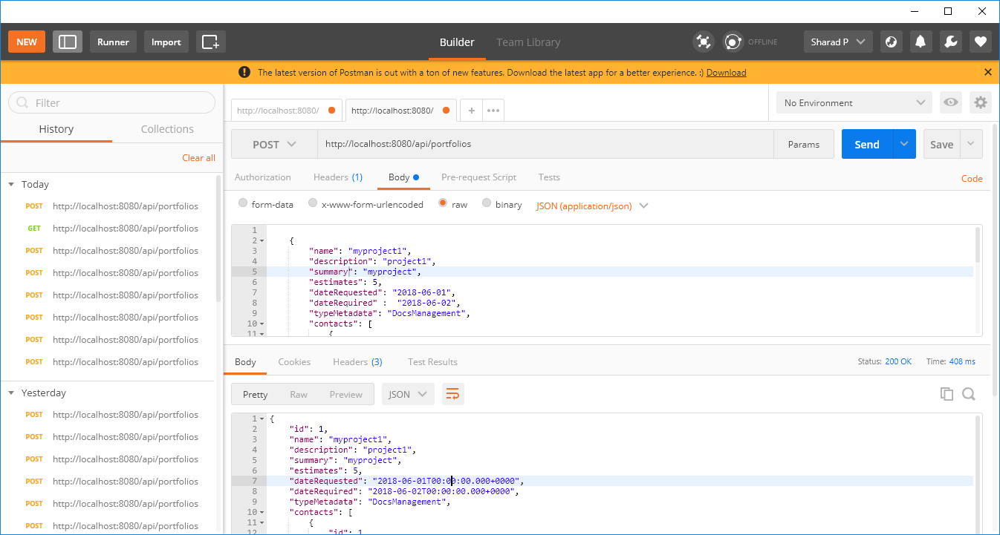 NEW Runner Import Builder Team Library OFFLINE Sharad P
The latest version of Postman is out with a ton of new features. Download the latest app for a better experience. :) Download
Filter
History Collections
Clear all
Today
POST http://localhost:8080/api/portfolios
GET http://localhost:8080/api/portfolios
POST http://localhost:8080/api/portfolios
POST http://localhost:8080/api/portfolios
POST http://localhost:8080/api/portfolios
POST http://localhost:8080/api/portfolios
POST http://localhost:8080/api/portfolios
POST http://localhost:8080/api/portfolios
Yesterday
POST http://localhost:8080/api/portfolios
POST http://localhost:8080/api/portfolios
POST http://localhost:8080/api/portfolios
POST http://localhost:8080/api/portfolios
POST http://localhost:8080/api/portfolios
POST http://localhost:8080/api/portfolios
http://localhost:8080/ http://localhost:8080/ + ••• No Environment
POST http://localhost:8080/api/portfolios Params Send Save
Authorization Headers (1) Body Pre-request Script Tests Code
form-data x-www-form-urlencoded raw binary JSON (application/json)
1
2 {
3 "name": "myproject1",
4 "description": "project1",
5 "summary": "myproject",
6 "estimates": 5,
7 "dateRequested": "2018-06-01",
8 "dateRequired" : "2018-06-02",
9 "typeMetadata": "DocsManagement",
10 "contacts": [
11 {
Body Cookies Headers (3) Test Results Status: 200 OK Time: 408 ms
Pretty Raw Preview JSON
1 {
2 "id": 1,
3 "name": "myproject1",
4 "description": "project1",
5 "summary": "myproject",
6 "estimates": 5,
7 "dateRequested": "2018-06-01T00:00:00.000+0000",
8 "dateRequired": "2018-06-02T00:00:00.000+0000",
9 "typeMetadata": "DocsManagement",
10 "contacts": [
11 {
12 "id": 1